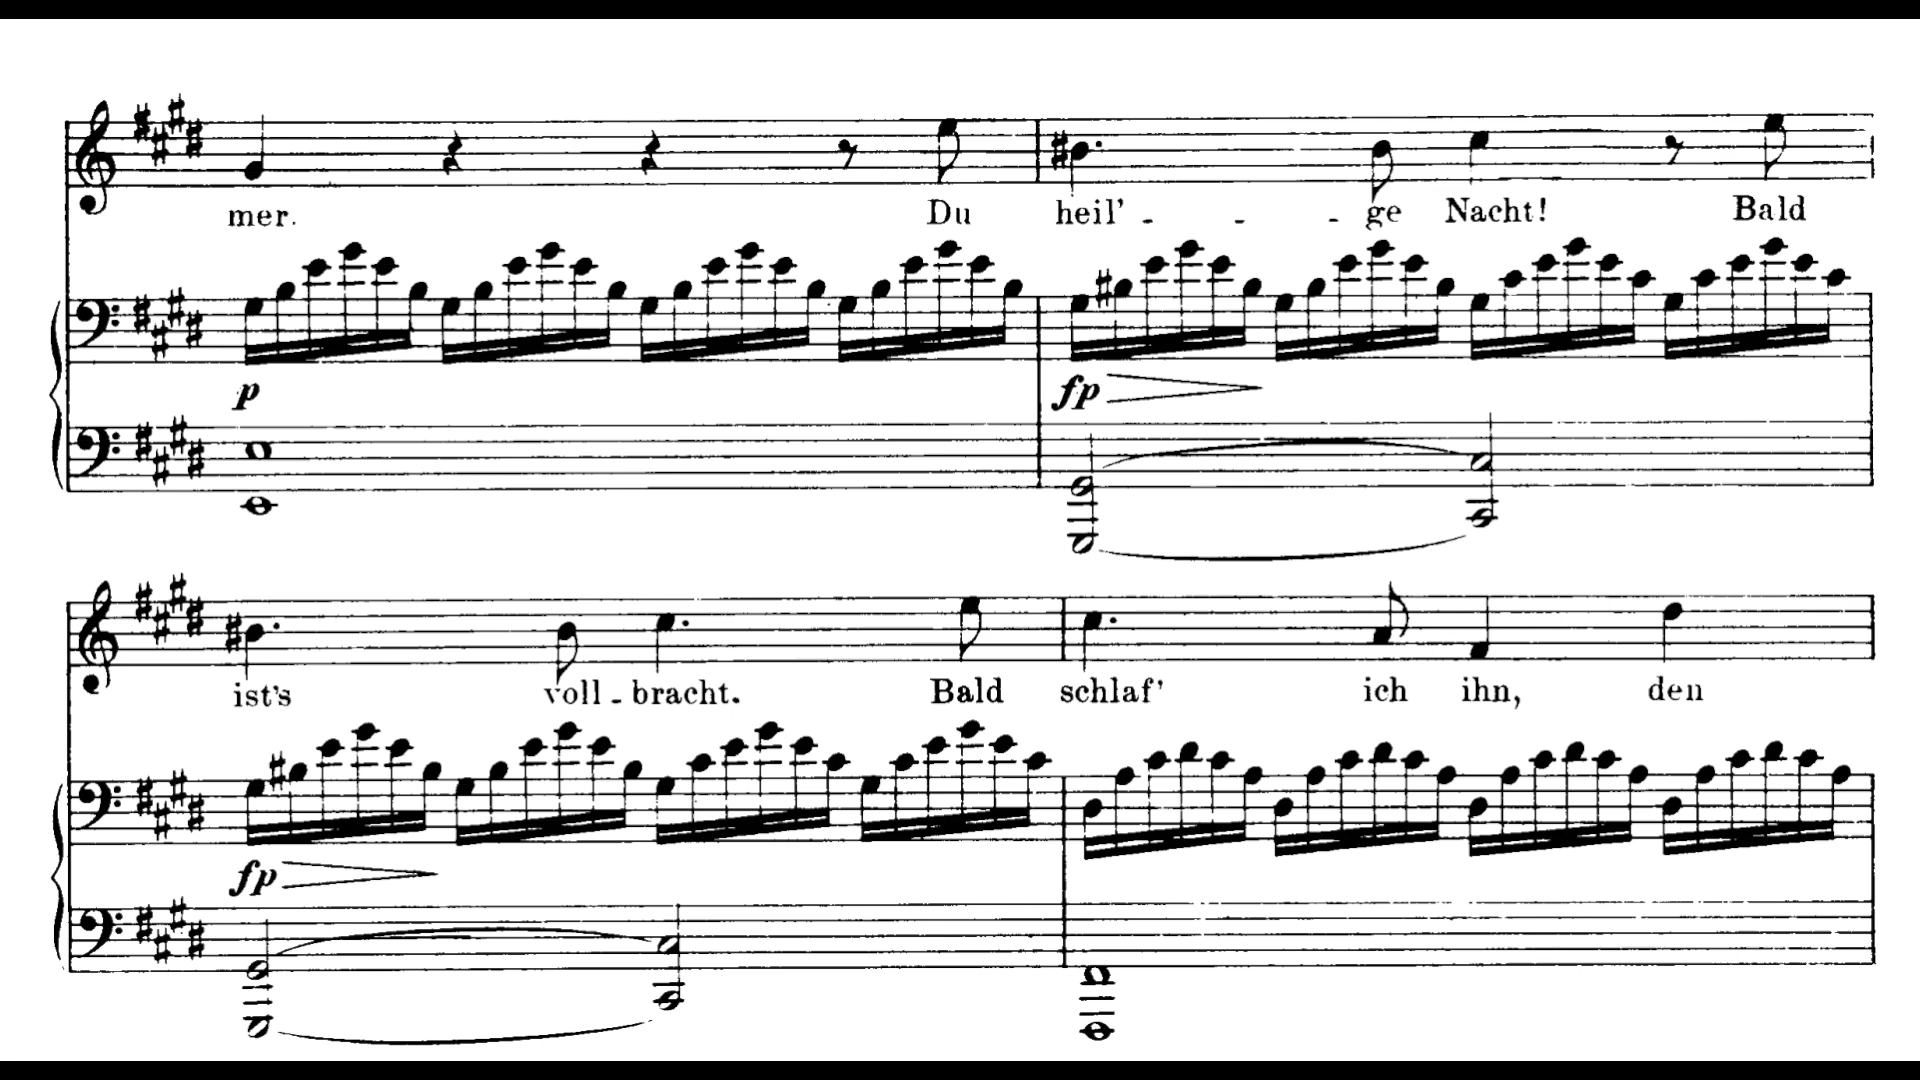 mer. Du heil' - - - ge Nacht! Bald
p fp
ist's voll - bracht. Bald schlaf' ich ihn, den
fp